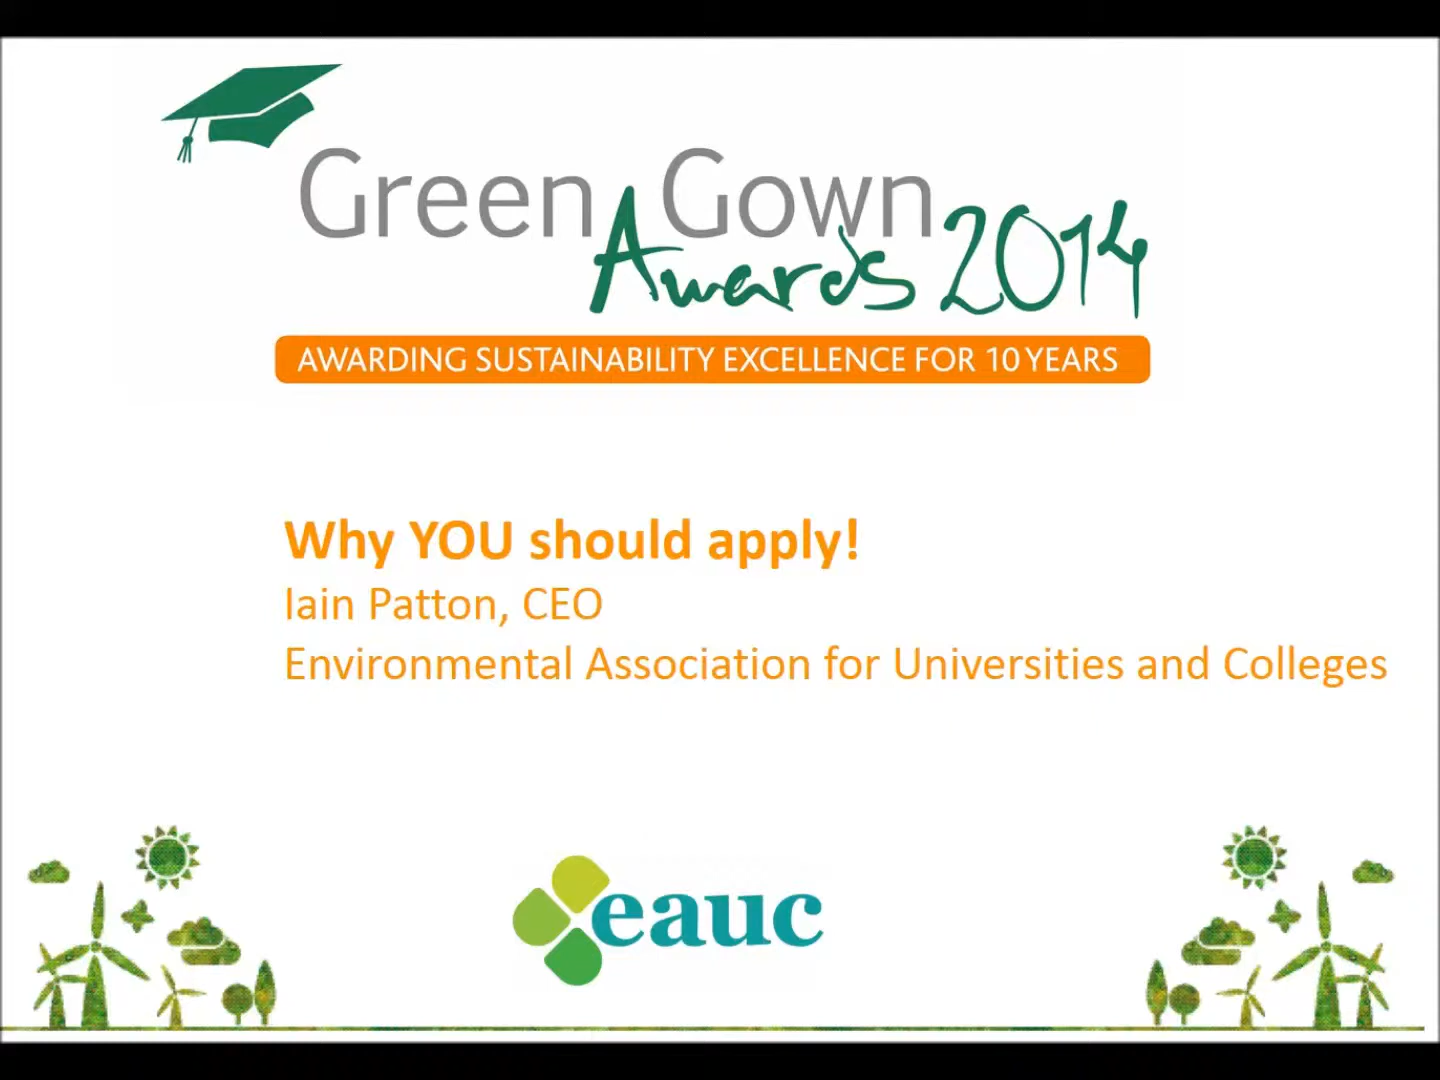 Green Gown
Awards 2014
AWARDING SUSTAINABILITY EXCELLENCE FOR 10 YEARS
Why YOU should apply!
Iain Patton, CEO
Environmental Association for Universities and Colleges
eauc